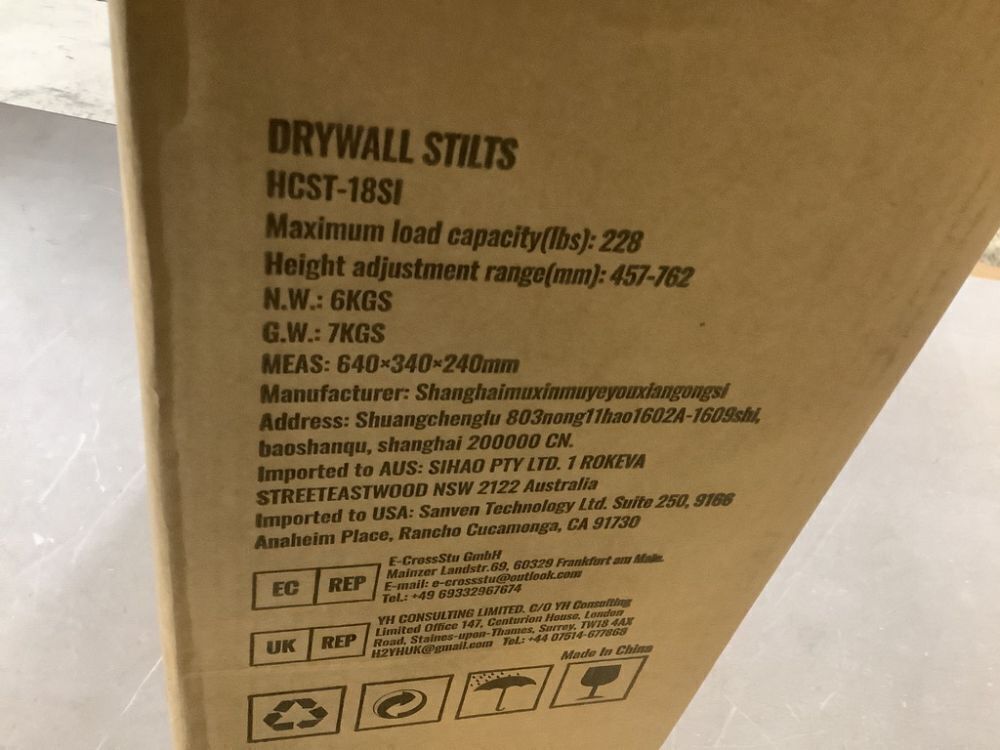 DRYWALL STILTS
HCST-18SI
Maximum load capacity(lbs): 228
Height adjustment range(mm): 457-762
N.W.: 6KGS
G.W.: 7KGS
MEAS: 640×340×240mm
Manufacturer: Shanghaimuxinmuyeyouxiangongsi
Address: Shuangchenglu 803nong11hao1602A-1609shi,
baoshanqu, shanghai 200000 CN.
Imported to AUS: SIHAO PTY LTD. 1 ROKEVA
STREETEASTWOOD NSW 2122 Australia
Imported to USA: Sanven Technology Ltd. Suite 250, 9166
Anaheim Place, Rancho Cucamonga, CA 91730
EC REP
E-CrossStu GmbH
Mainzer Landstr.69, 60329 Frankfurt am Main.
E-mail: e-crossstu@outlook.com
Tel.: +49 69332967674
UK REP
YH CONSULTING LIMITED. C/O YH Consulting
Limited Office 147, Centurion House, London
Road, Staines-upon-Thames, Surrey, TW18 4AX
H2YHUK@gmail.com Tel.: +44 07514-677868
Made In China